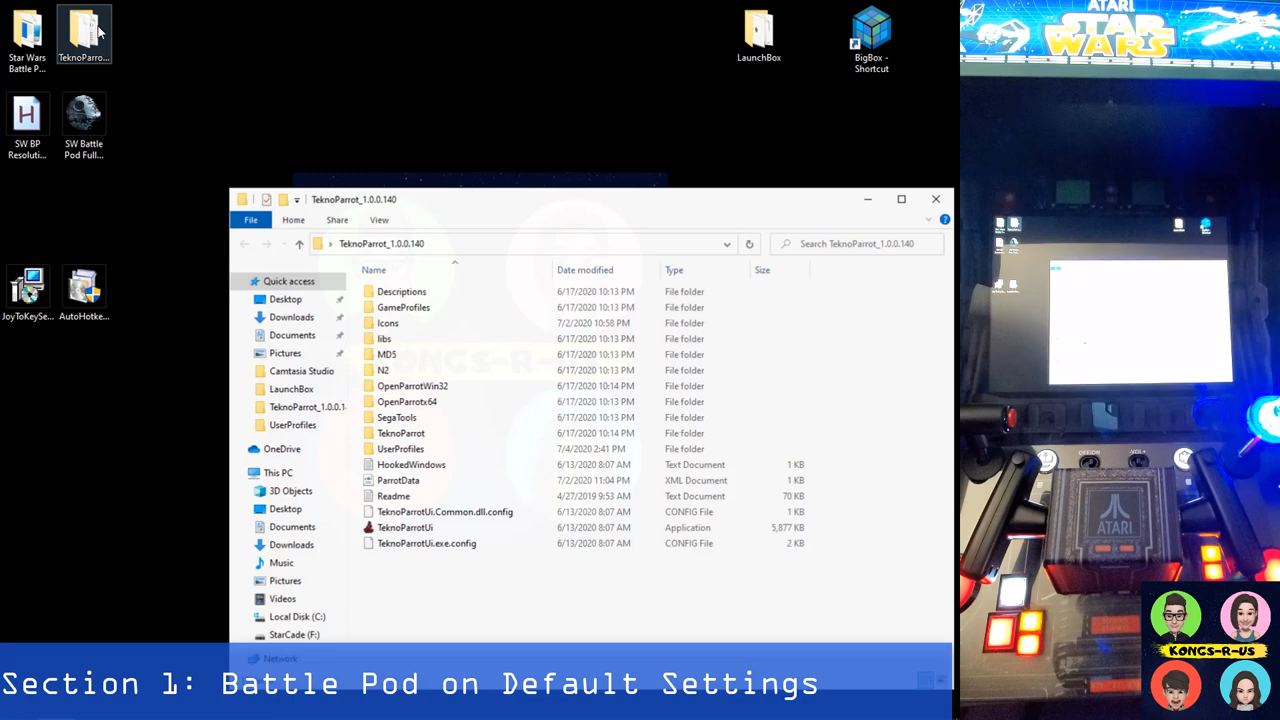 Star Wars
Battle P...
TeknoParro...
SW BP
Resoluti...
SW Battle
Pod Full...
JoyToKeySe...
AutoHotke...
LaunchBox
BigBox -
Shortcut
TeknoParrot_1.0.0.140
File
Home
Share
View
TeknoParrot_1.0.0.140
Search TeknoParrot_1.0.0.140
Quick access
Desktop
Downloads
Documents
Pictures
Camtasia Studio
LaunchBox
TeknoParrot_1.0.0.1
UserProfiles
OneDrive
This PC
3D Objects
Desktop
Documents
Downloads
Music
Pictures
Videos
Local Disk (C:)
StarCade (F:)
Network
Name Date modified Type Size
Descriptions 6/17/2020 10:13 PM File folder
GameProfiles 6/17/2020 10:13 PM File folder
Icons 7/2/2020 10:58 PM File folder
libs 6/17/2020 10:13 PM File folder
MD5 6/17/2020 10:13 PM File folder
N2 6/17/2020 10:13 PM File folder
OpenParrotWin32 6/17/2020 10:14 PM File folder
OpenParrotx64 6/17/2020 10:13 PM File folder
SegaTools 6/17/2020 10:13 PM File folder
TeknoParrot 6/17/2020 10:14 PM File folder
UserProfiles 7/4/2020 2:41 PM File folder
HookedWindows 6/13/2020 8:07 AM Text Document 1 KB
ParrotData 7/2/2020 11:04 PM XML Document 1 KB
Readme 4/27/2019 9:53 AM Text Document 70 KB
TeknoParrotUi.Common.dll.config 6/13/2020 8:07 AM CONFIG File 1 KB
TeknoParrotUi 6/13/2020 8:07 AM Application 5,877 KB
TeknoParrotUi.exe.config 6/13/2020 8:07 AM CONFIG File 2 KB
Section 1: Battle Pod on Default Settings
ATARI
STAR
WARS
VOL+
ATARI
KONGS-R-US